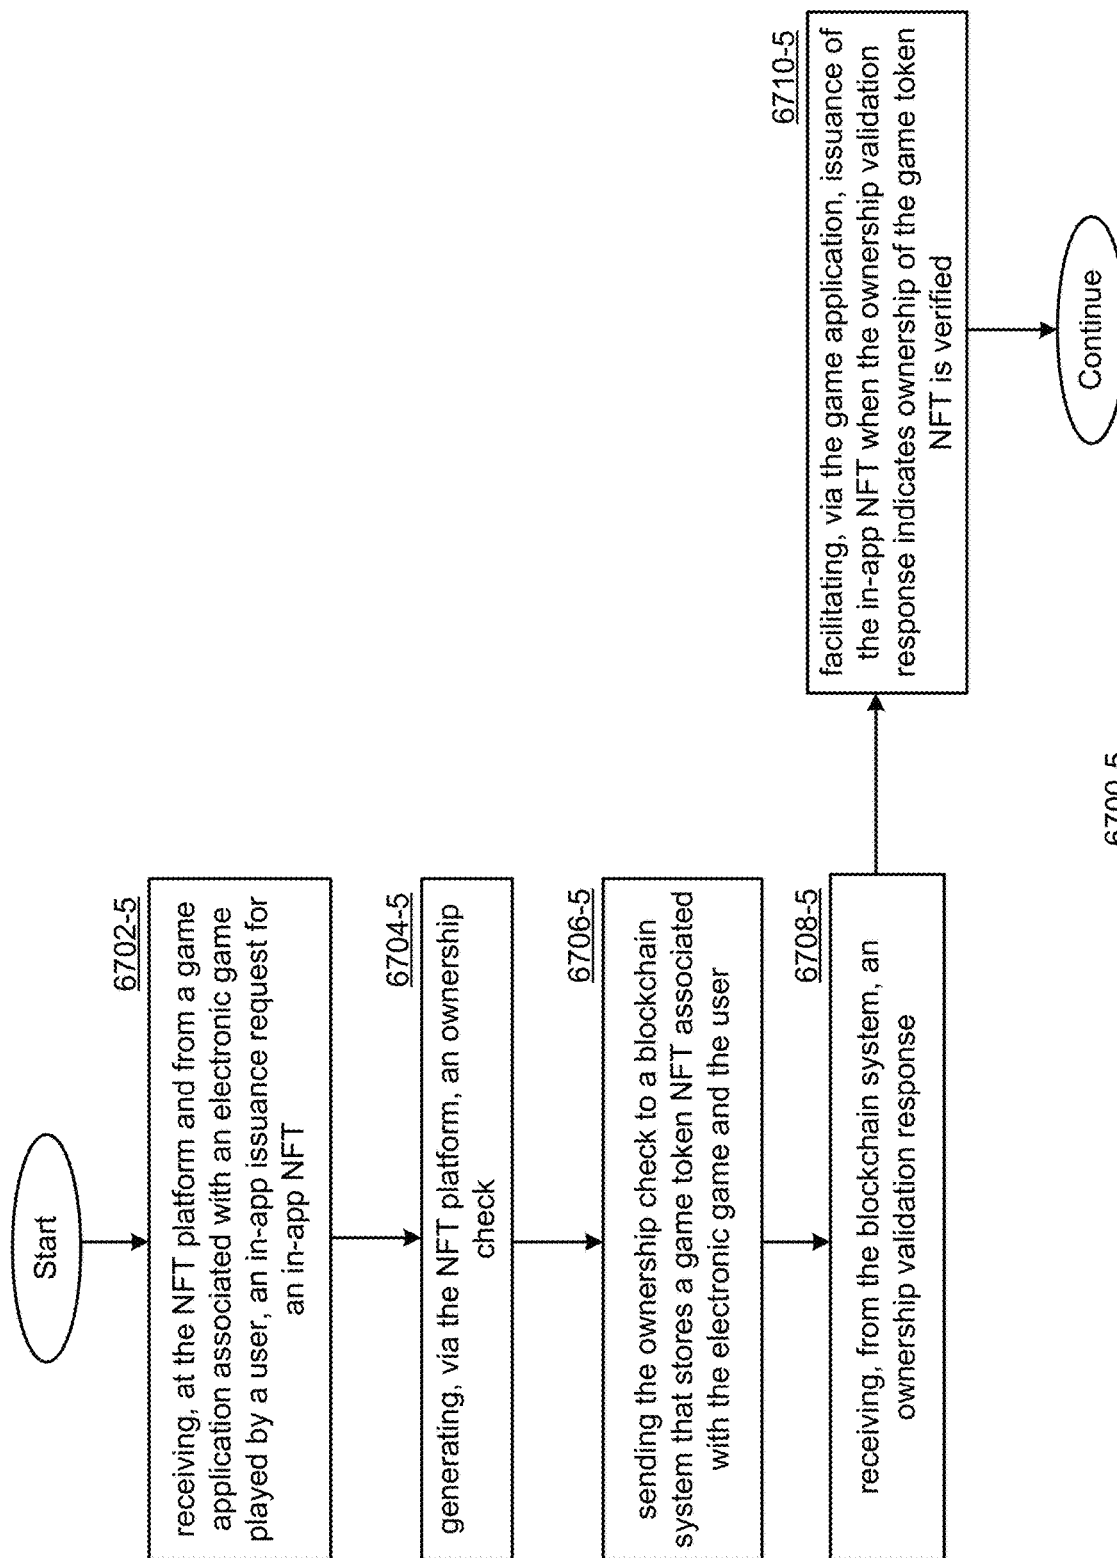 Start
6702-5
receiving, at the NFT platform and from a game
application associated with an electronic game
played by a user, an in-app issuance request for
an in-app NFT
6704-5
generating, via the NFT platform, an ownership
check
6706-5
sending the ownership check to a blockchain
system that stores a game token NFT associated
with the electronic game and the user
6708-5
receiving, from the blockchain system, an
ownership validation response
6710-5
facilitating, via the game application, issuance of
the in-app NFT when the ownership validation
response indicates ownership of the game token
NFT is verified
Continue
6700-5